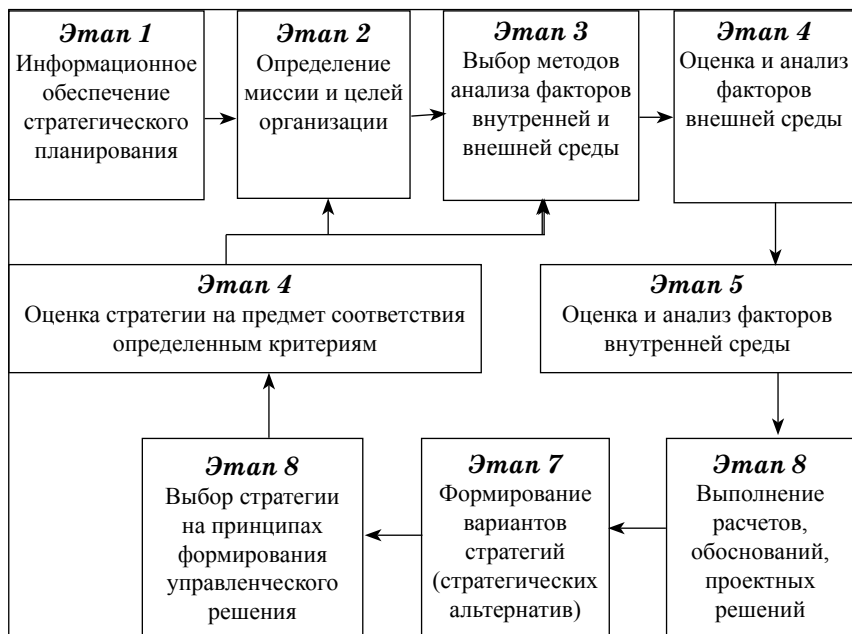 Этап 1
Информационное
обеспечение
стратегического
планирования
Этап 2
Определение
миссии и целей
организации
Этап 3
Выбор методов
анализа факторов
внутренней и
внешней среды
Этап 4
Оценка и анализ
факторов
внешней среды
Этап 4
Оценка стратегии на предмет соответствия
определенным критериям
Этап 5
Оценка и анализ факторов
внутренней среды
Этап 8
Выбор стратегии
на принципах
формирования
управленческого
решения
Этап 7
Формирование
вариантов
стратегий
(стратегических
альтернатив)
Этап 8
Выполнение
расчетов,
обоснований,
проектных
решений